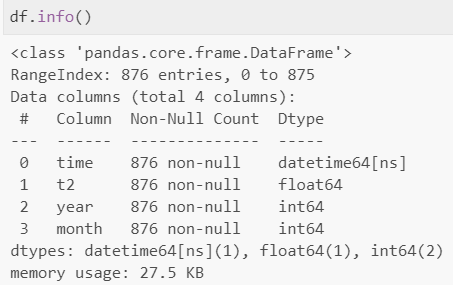 df.info()
<class 'pandas.core.frame.DataFrame'>
RangeIndex: 876 entries, 0 to 875
Data columns (total 4 columns):
 #   Column  Non-Null Count  Dtype
---  ------  --------------  -----
 0   time    876 non-null    datetime64[ns]
 1   t2      876 non-null    float64
 2   year    876 non-null    int64
 3   month   876 non-null    int64
dtypes: datetime64[ns](1), float64(1), int64(2)
memory usage: 27.5 KB